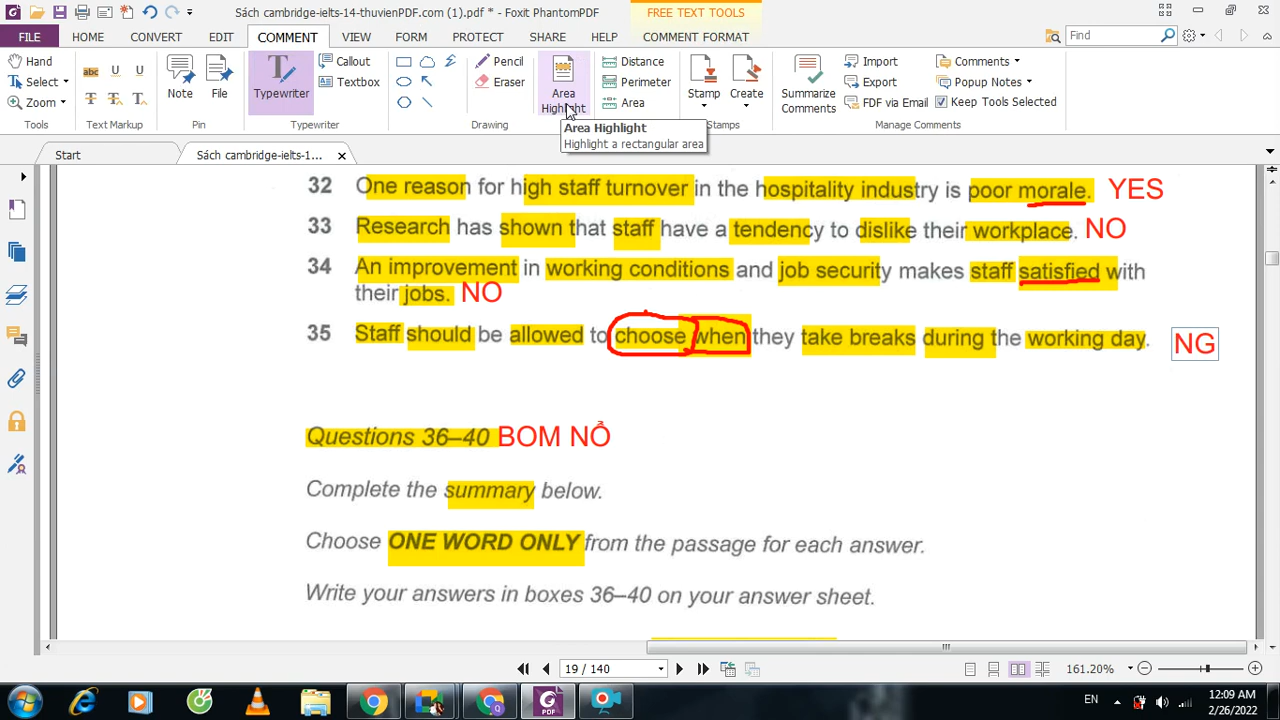 Sách cambridge-ielts-14-thuvienPDF.com (1).pdf * - Foxit PhantomPDF
FREE TEXT TOOLS
FILE HOME CONVERT COMMENT EDIT VIEW FORM PROTECT SHARE HELP COMMENT FORMAT Find
Hand
Select
Zoom
Tools
abc U U
T T T
Text Markup
Note File
Pin
Typewriter
Callout
Textbox
Typewriter
Pencil
Eraser
Drawing
Area
Highlight
Distance
Perimeter
Area
Stamp Create
Stamps
Summarize
Comments
Import
Export
FDF via Email
Comments
Popup Notes
Keep Tools Selected
Manage Comments
Area Highlight
Highlight a rectangular area
Start Sách cambridge-ielts-1...
32 One reason for high staff turnover in the hospitality industry is poor morale. YES
33 Research has shown that staff have a tendency to dislike their workplace. NO
34 An improvement in working conditions and job security makes staff satisfied with
their jobs. NO
35 Staff should be allowed to choose when they take breaks during the working day. NG
Questions 36–40 BOM NỔ
Complete the summary below.
Choose ONE WORD ONLY from the passage for each answer.
Write your answers in boxes 36–40 on your answer sheet.
19 / 140 161.20%
PDF
EN 12:09 AM
2/26/2022